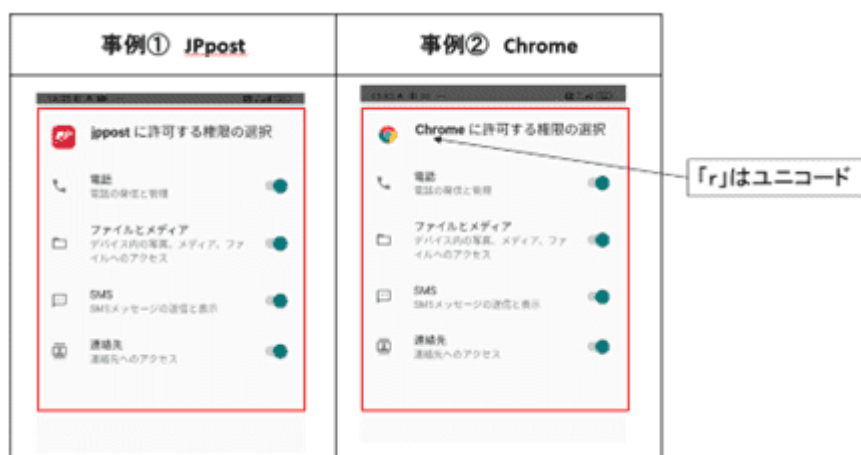 事例① JPpost
事例② Chrome
jppost に許可する権限の選択
電話
電話の発信と管理
ファイルとメディア
デバイス内の写真、メディア、ファ
イルへのアクセス
SMS
SMSメッセージの送信と表示
連絡先
連絡先へのアクセス
Chrome に許可する権限の選択
電話
電話の発信と管理
ファイルとメディア
デバイス内の写真、メディア、ファ
イルへのアクセス
SMS
SMSメッセージの送信と表示
連絡先
連絡先へのアクセス
「r」はユニコード